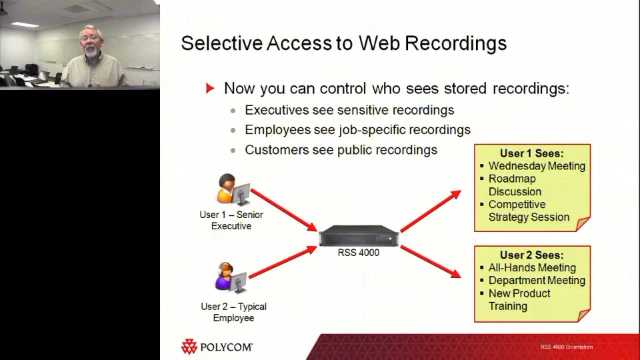 Selective Access to Web Recordings
Now you can control who sees stored recordings:
Executives see sensitive recordings
Employees see job-specific recordings
Customers see public recordings
User 1 – Senior
Executive
User 2 – Typical
Employee
RSS 4000
User 1 Sees:
Wednesday Meeting
Roadmap
Discussion
Competitive
Strategy Session
User 2 Sees:
All-Hands Meeting
Department Meeting
New Product
Training
POLYCOM
RSS 4000 Orientation